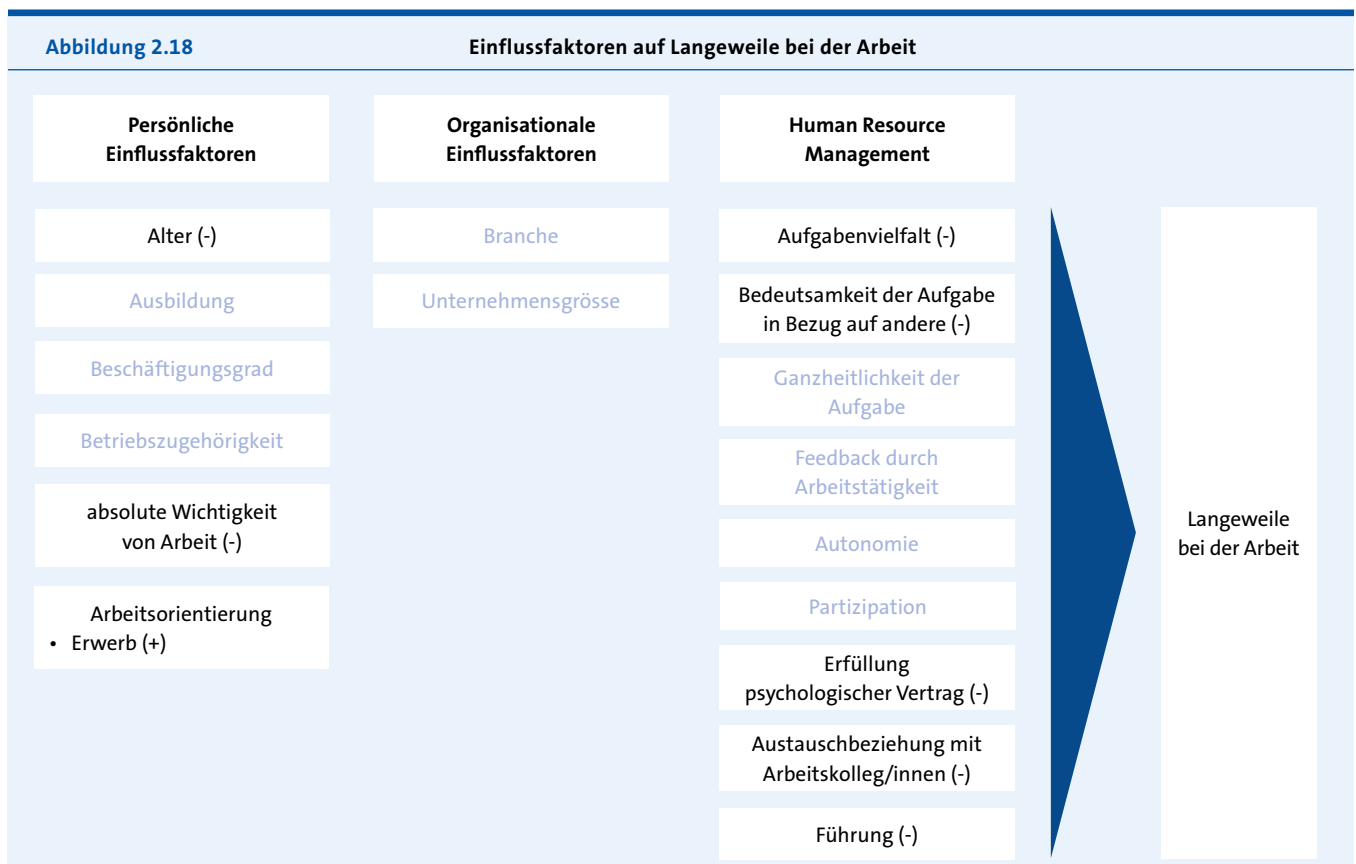 Abbildung 2.18
Einflussfaktoren auf Langeweile bei der Arbeit
Persönliche
Einflussfaktoren
Alter (-)
Ausbildung
Beschäftigungsgrad
Betriebszugehörigkeit
absolute Wichtigkeit
von Arbeit (-)
Arbeitsorientierung
• Erwerb (+)
Organisationale
Einflussfaktoren
Branche
Unternehmensgrösse
Human Resource
Management
Aufgabenvielfalt (-)
Bedeutsamkeit der Aufgabe
in Bezug auf andere (-)
Ganzheitlichkeit der
Aufgabe
Feedback durch
Arbeitstätigkeit
Autonomie
Partizipation
Erfüllung
psychologischer Vertrag (-)
Austauschbeziehung mit
Arbeitskolleg/innen (-)
Führung (-)
Langeweile
bei der Arbeit